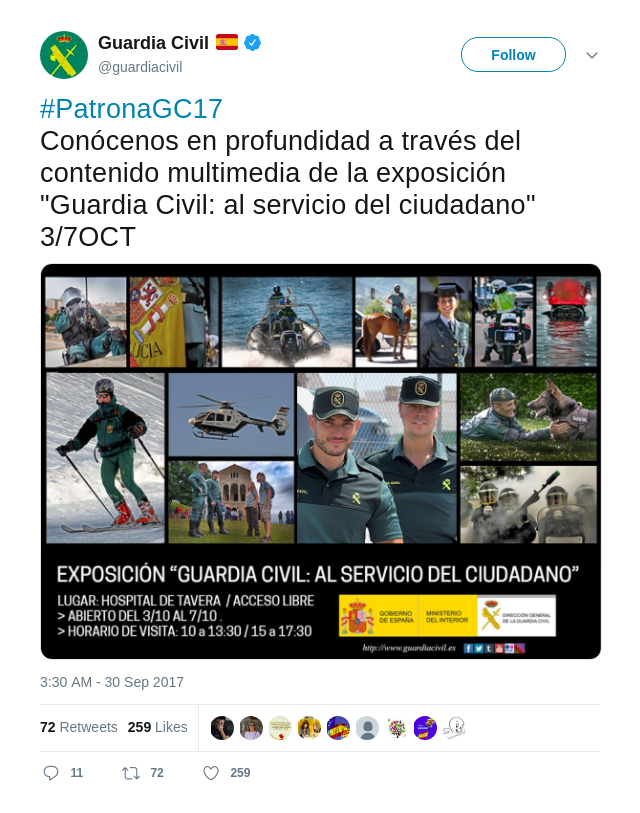 Guardia Civil
@guardiacivil
Follow
#PatronaGC17
Conócenos en profundidad a través del
contenido multimedia de la exposición
"Guardia Civil: al servicio del ciudadano"
3/7OCT
EXPOSICIÓN “GUARDIA CIVIL: AL SERVICIO DEL CIUDADANO”
LUGAR: HOSPITAL DE TAVERA / ACCESO LIBRE
> ABIERTO DEL 3/10 AL 7/10 .
> HORARIO DE VISITA: 10 a 13:30 / 15 a 17:30
GOBIERNO
DE ESPAÑA
MINISTERIO
DEL INTERIOR
DIRECCIÓN GENERAL
DE LA GUARDIA CIVIL
http://www.guardiacivil.es
3:30 AM - 30 Sep 2017
72 Retweets 259 Likes
11 72 259